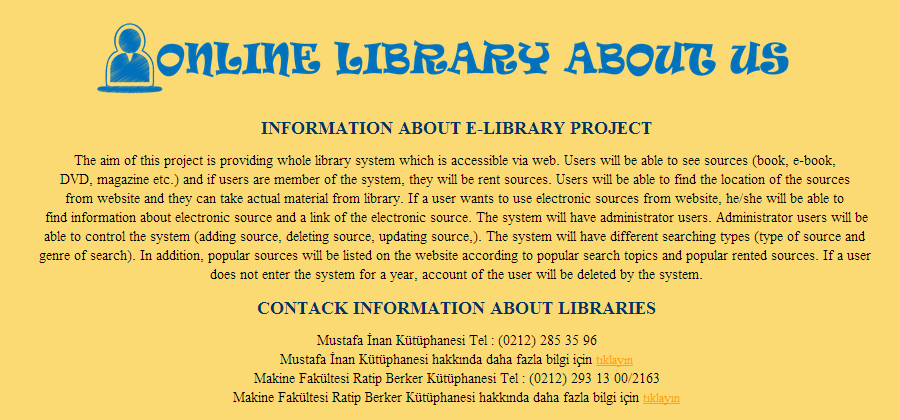 ONLINE LIBRARY ABOUT US
INFORMATION ABOUT E-LIBRARY PROJECT
The aim of this project is providing whole library system which is accessible via web. Users will be able to see sources (book, e-book,
DVD, magazine etc.) and if users are member of the system, they will be rent sources. Users will be able to find the location of the sources
from website and they can take actual material from library. If a user wants to use electronic sources from website, he/she will be able to
find information about electronic source and a link of the electronic source. The system will have administrator users. Administrator users will be
able to control the system (adding source, deleting source, updating source,). The system will have different searching types (type of source and
genre of search). In addition, popular sources will be listed on the website according to popular search topics and popular rented sources. If a user
does not enter the system for a year, account of the user will be deleted by the system.
CONTACK INFORMATION ABOUT LIBRARIES
Mustafa İnan Kütüphanesi Tel : (0212) 285 35 96
Mustafa İnan Kütüphanesi hakkında daha fazla bilgi için tıklayın
Makine Fakültesi Ratip Berker Kütüphanesi Tel : (0212) 293 13 00/2163
Makine Fakültesi Ratip Berker Kütüphanesi hakkında daha fazla bilgi için tıklayın